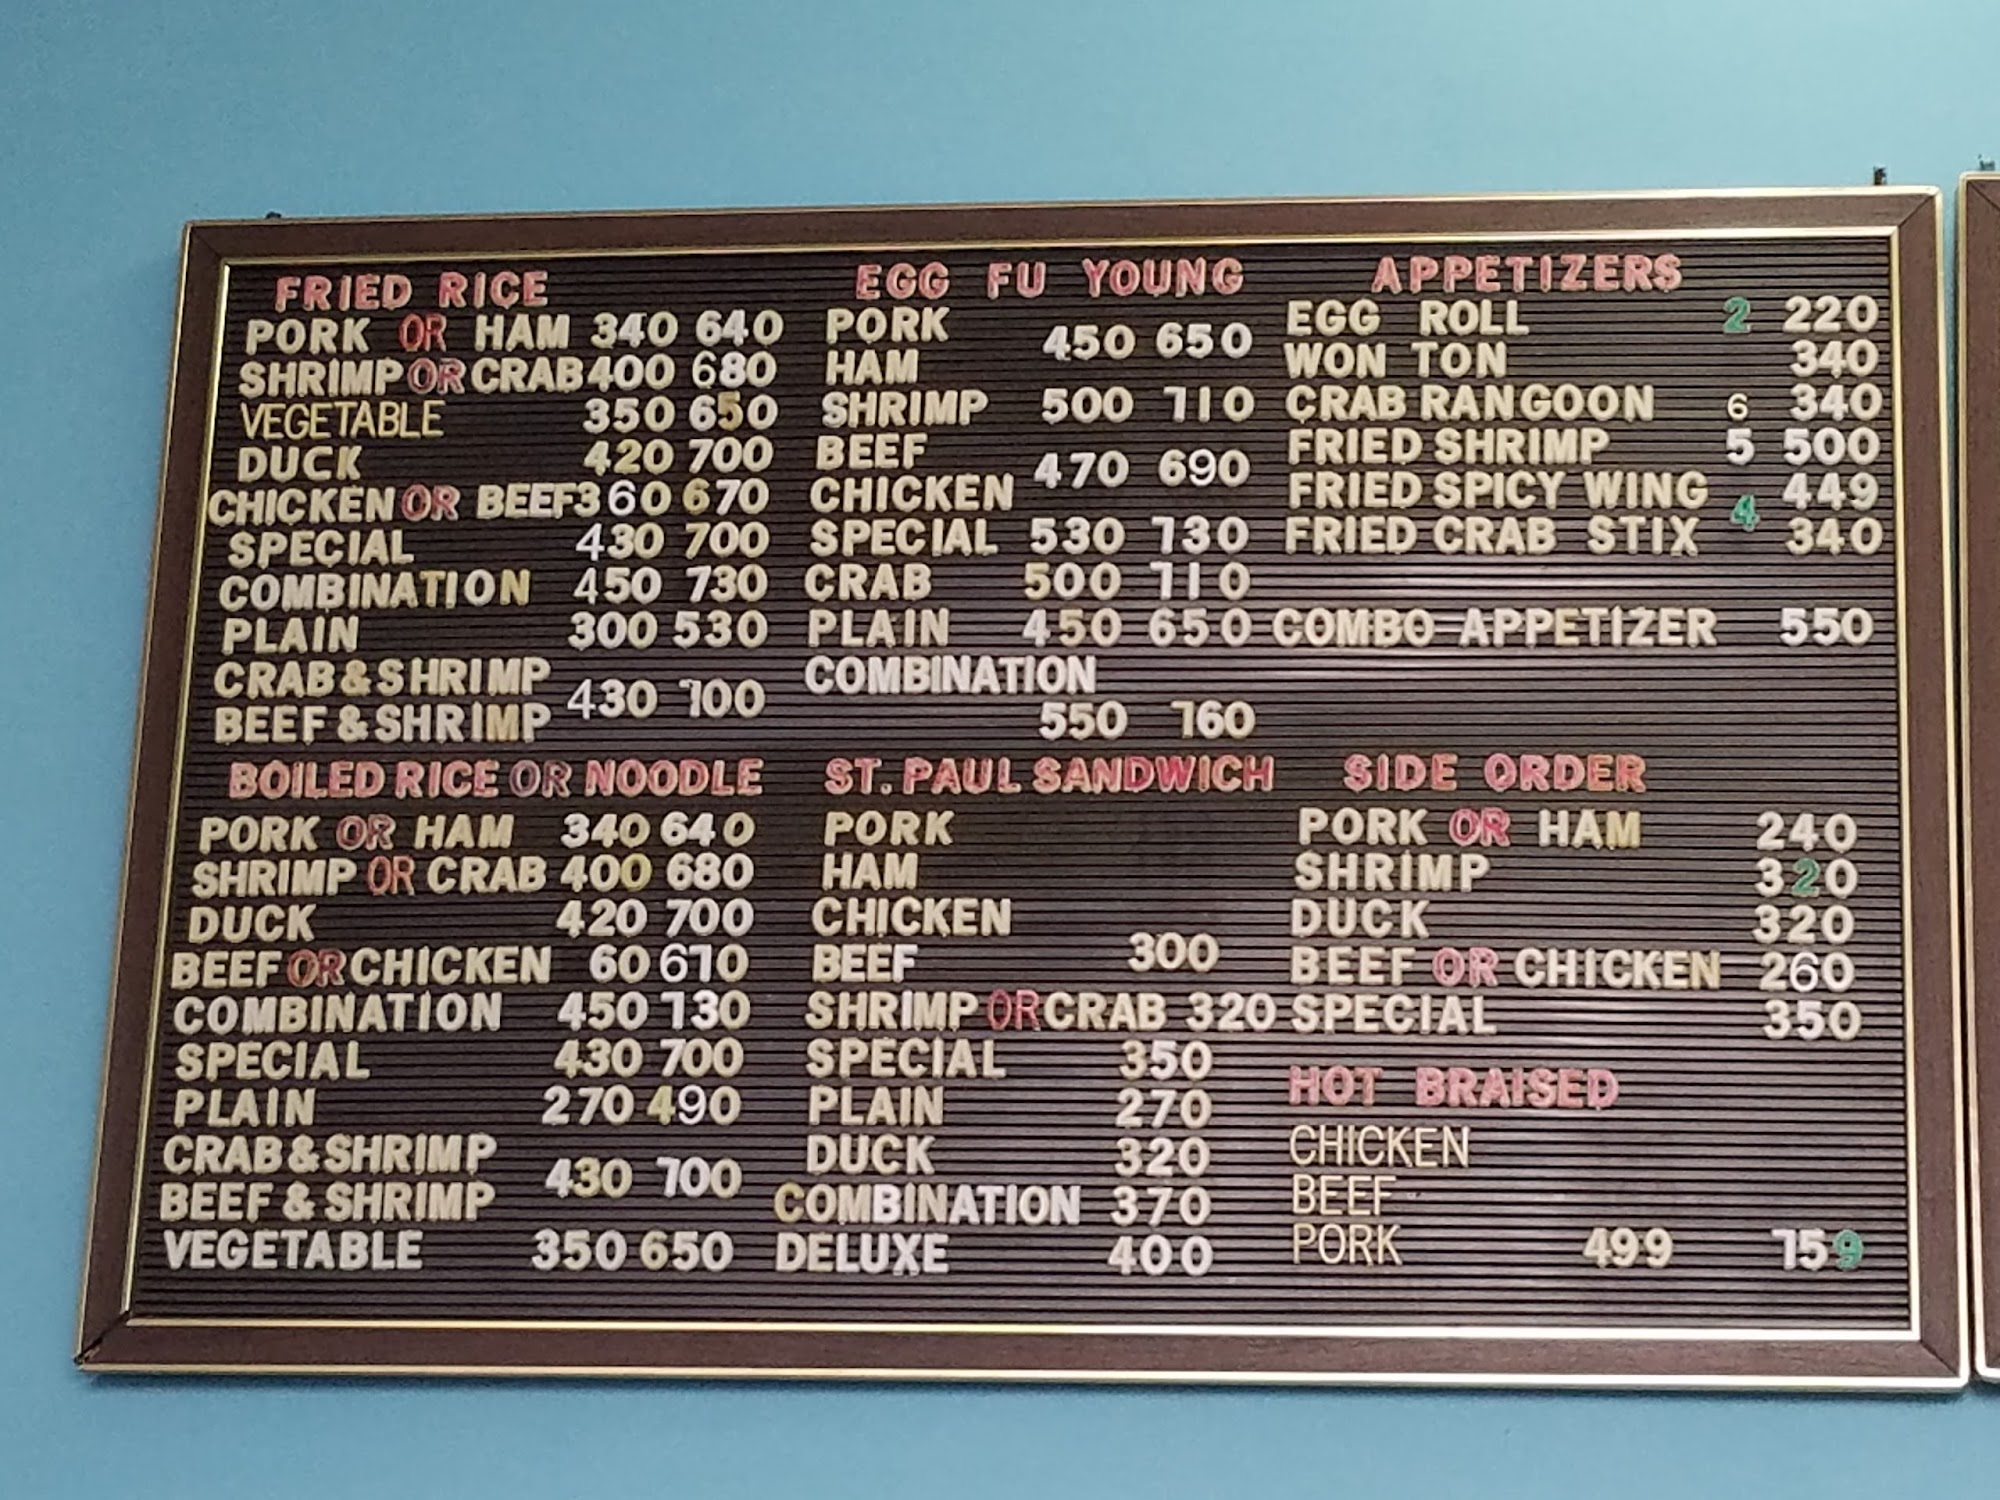 FRIED RICE
PORK OR HAM 340 640
SHRIMP OR CRAB 400 680
VEGETABLE 350 650
DUCK 420 700
CHICKEN OR BEEF 360 670
SPECIAL 430 700
COMBINATION 450 730
PLAIN 300 530
CRAB & SHRIMP
430 700
BEEF & SHRIMP
BOILED RICE OR NOODLE
PORK OR HAM 340 640
SHRIMP OR CRAB 400 680
DUCK 420 700
BEEF OR CHICKEN 60 670
COMBINATION 450 730
SPECIAL 430 700
PLAIN 270 490
CRAB & SHRIMP
430 700
BEEF & SHRIMP
VEGETABLE 350 650
EGG FU YOUNG
PORK
450 650
HAM
SHRIMP 500 710
BEEF
470 690
CHICKEN
SPECIAL 530 730
CRAB 500 710
PLAIN 450 650
COMBINATION
550 760
ST. PAUL SANDWICH
PORK
HAM
CHICKEN
BEEF 300
SHRIMP OR CRAB 320
SPECIAL 350
PLAIN 270
DUCK 320
COMBINATION 370
DELUXE 400
APPETIZERS
EGG ROLL 2 220
WON TON 340
CRAB RANGOON 6 340
FRIED SHRIMP 5 500
FRIED SPICY WING 449
4
FRIED CRAB STIX 340
COMBO APPETIZER 550
SIDE ORDER
PORK OR HAM 240
SHRIMP 320
DUCK 320
BEEF OR CHICKEN 260
SPECIAL 350
HOT BRAISED
CHICKEN
BEEF
PORK 499 759